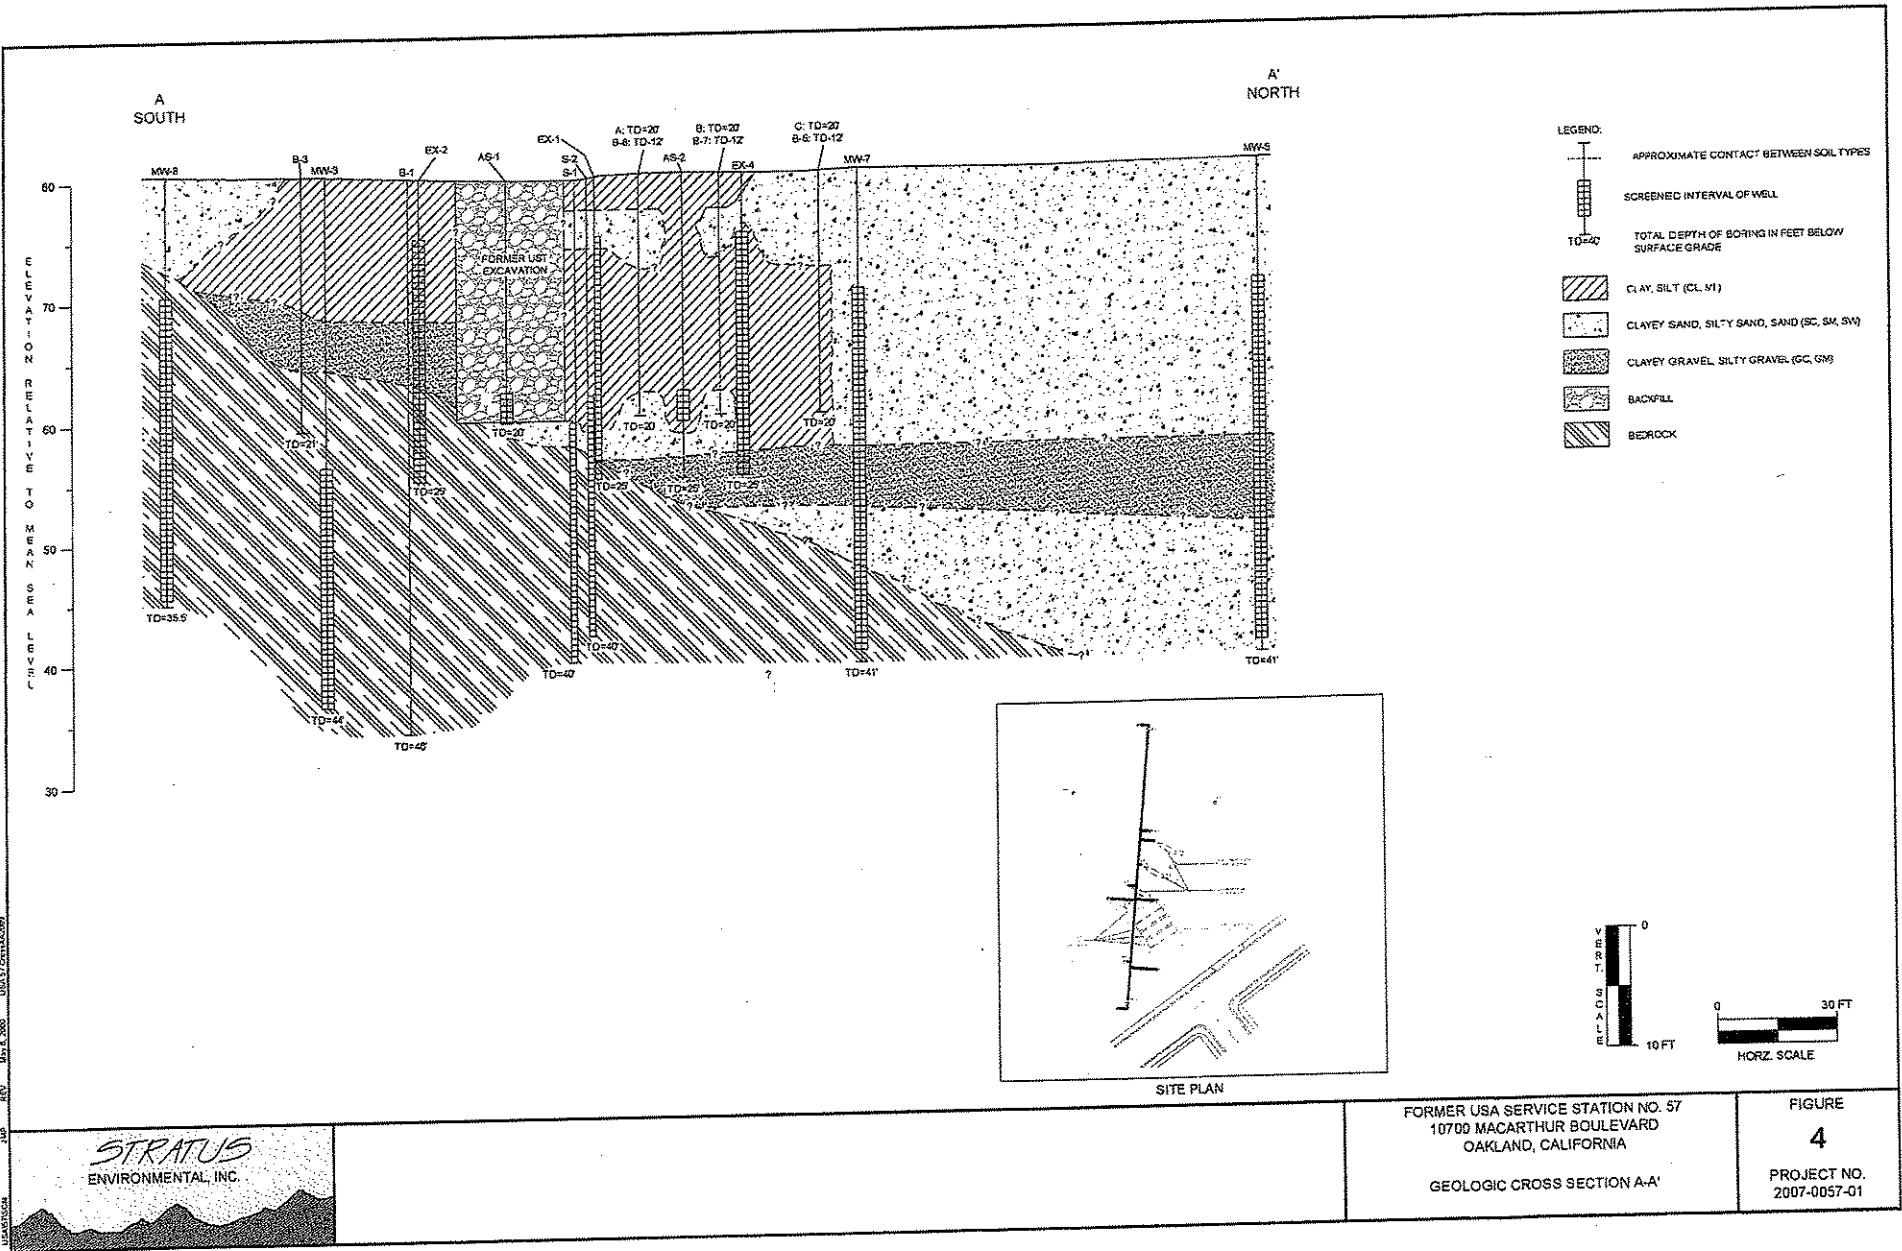 A
SOUTH
A'
NORTH
MW-8
B-3
MW-3
B-1
EX-2
AS-1
EX-1
S-2
S-1
A: TD=20'
B-8: TD-12'
AS-2
B: TD=20'
B-7: TD-12'
EX-4
C: TD=20'
B-6: TD-12'
MW-7
MW-5
80
70
60
50
40
30
ELEVATION RELATIVE TO MEAN SEA LEVEL
FORMER UST
EXCAVATION
TD=35.5'
TD=21'
TD=44'
TD=46'
TD=25'
TD=20'
TD=40'
TD=40'
TD=25'
TD=20'
TD=25'
TD=20'
TD=25'
TD=20'
TD=41'
TD=41'
?
LEGEND:
APPROXIMATE CONTACT BETWEEN SOIL TYPES
SCREENED INTERVAL OF WELL
TD=40'
TOTAL DEPTH OF BORING IN FEET BELOW
SURFACE GRADE
CLAY, SILT (CL, ML)
CLAYEY SAND, SILTY SAND, SAND (SC, SM, SW)
CLAYEY GRAVEL, SILTY GRAVEL (GC, GM)
BACKFILL
BEDROCK
SITE PLAN
VERT. SCALE
0
10 FT
0
30 FT
HORZ. SCALE
STRATUS
ENVIRONMENTAL, INC.
FORMER USA SERVICE STATION NO. 57
10700 MACARTHUR BOULEVARD
OAKLAND, CALIFORNIA
GEOLOGIC CROSS SECTION A-A'
FIGURE
4
PROJECT NO.
2007-0057-01